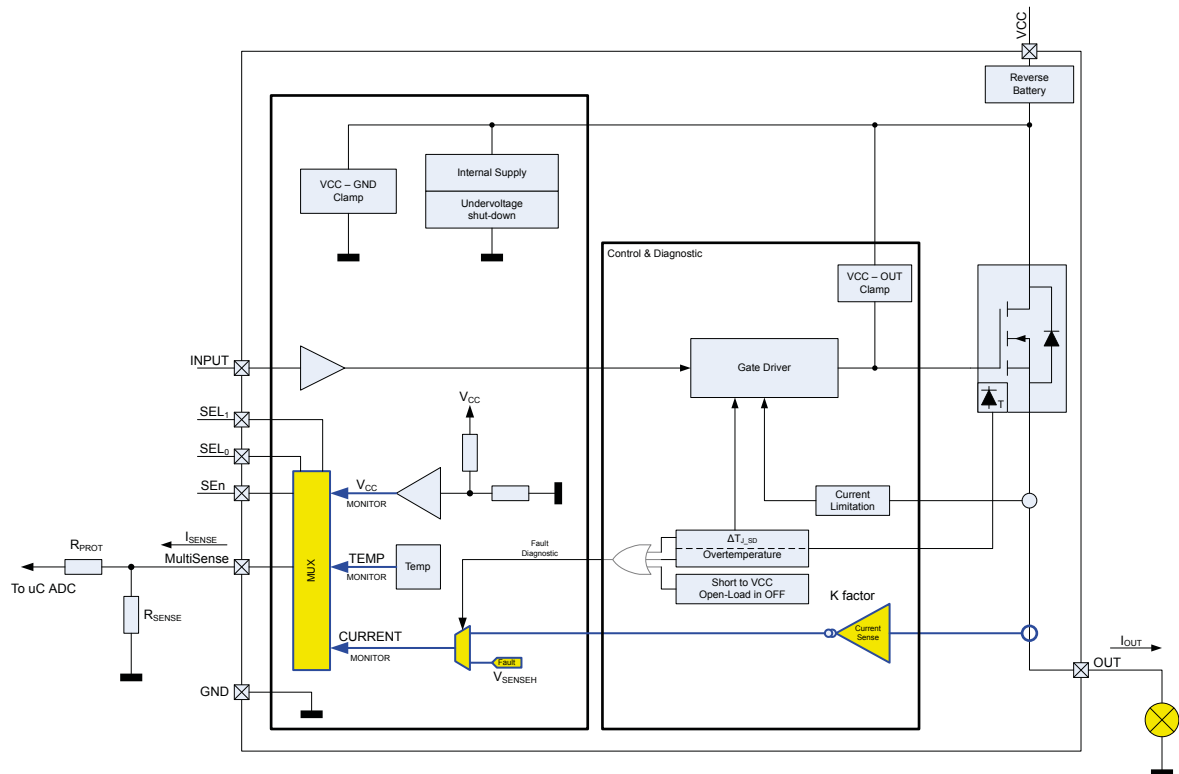 VCC
Reverse
Battery
VCC – GND
Clamp
Internal Supply
Undervoltage
shut-down
Control & Diagnostic
VCC – OUT
Clamp
INPUT
Gate Driver
T
SEL1
SEL0
SEn
VCC
VCC
MONITOR
Current
Limitation
ISENSE
RPROT
MultiSense
To uC ADC
RSENSE
MUX
TEMP
MONITOR
Temp
Fault
Diagnostic
ΔTJ_SD
Overtemperature
Short to VCC
Open-Load in OFF
K factor
Current
Sense
CURRENT
MONITOR
Fault
VSENSEH
GND
IOUT
OUT